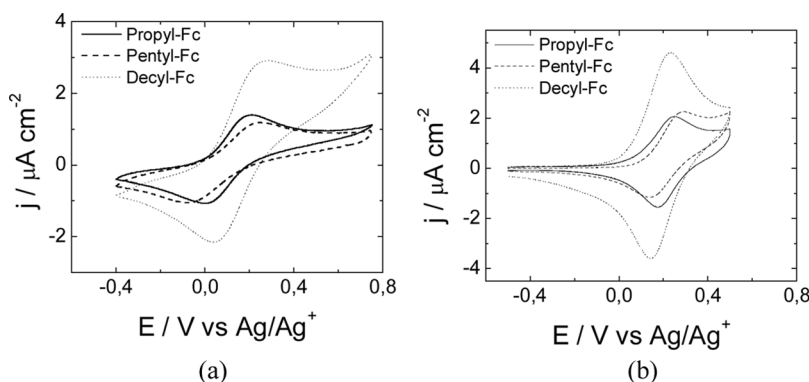 4
2
0
-2
j / μA cm⁻²
Propyl-Fc
Pentyl-Fc
Decyl-Fc
-0,4
0,0
0,4
0,8
E / V vs Ag/Ag⁺
(a)
4
2
0
-2
-4
j / μA cm⁻²
Propyl-Fc
Pentyl-Fc
Decyl-Fc
-0,4
0,0
0,4
0,8
E / V vs Ag/Ag⁺
(b)